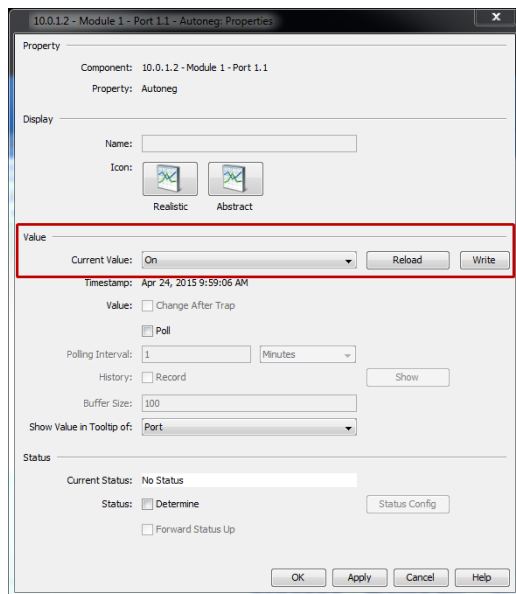 10.0.1.2 - Module 1 - Port 1.1 - Autoneg: Properties
Property
Component: 10.0.1.2 - Module 1 - Port 1.1
Property: Autoneg
Display
Name:
Icon:
Realistic Abstract
Value
Current Value: On Reload Write
Timestamp: Apr 24, 2015 9:59:06 AM
Value: Change After Trap
Poll
Polling Interval: 1 Minutes
History: Record Show
Buffer Size: 100
Show Value in Tooltip of: Port
Status
Current Status: No Status
Status: Determine Status Config
Forward Status Up
OK Apply Cancel Help